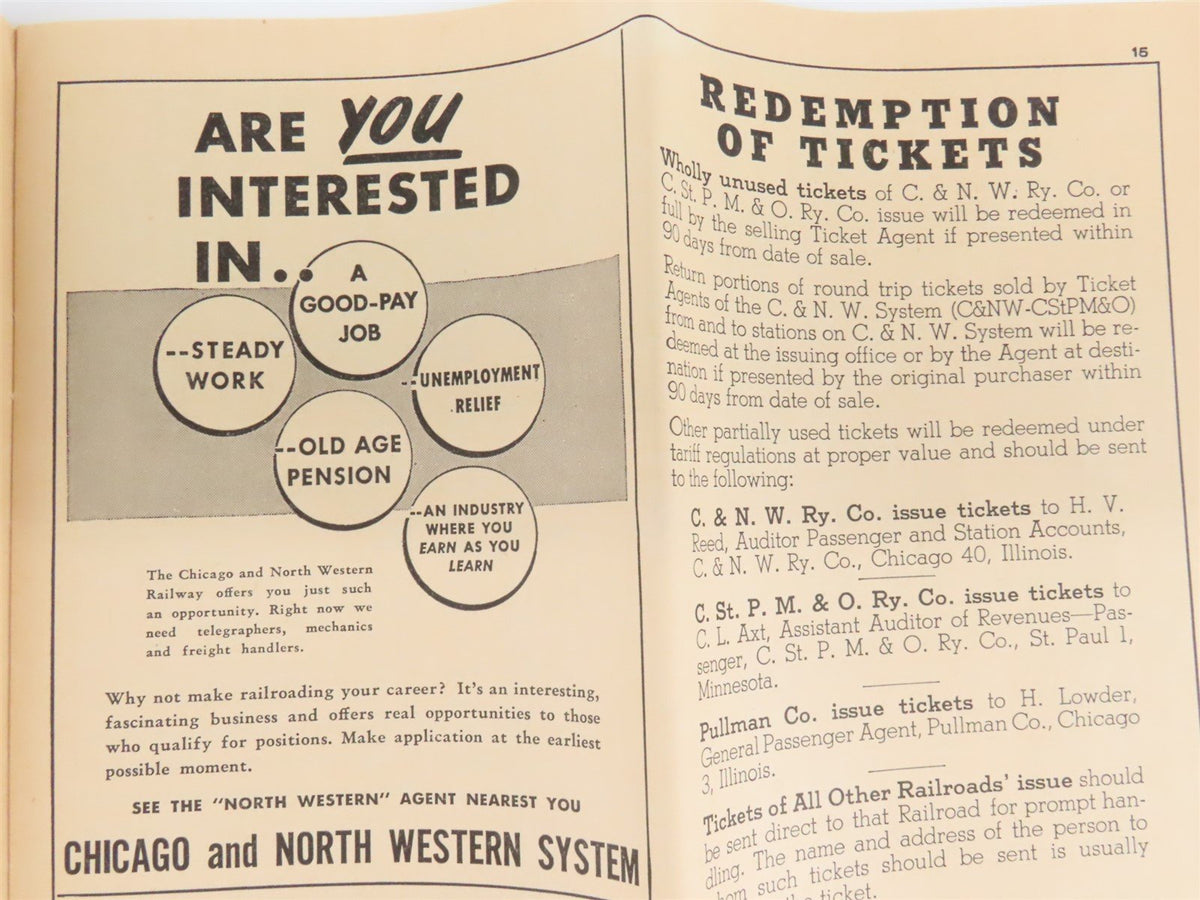 15
ARE YOU
INTERESTED
IN..
A
GOOD-PAY
JOB
--STEADY
WORK
--UNEMPLOYMENT
RELIEF
--OLD AGE
PENSION
--AN INDUSTRY
WHERE YOU
EARN AS YOU
LEARN
The Chicago and North Western
Railway offers you just such
an opportunity. Right now we
need telegraphers, mechanics
and freight handlers.
Why not make railroading your career? It's an interesting,
fascinating business and offers real opportunities to those
who qualify for positions. Make application at the earliest
possible moment.
SEE THE "NORTH WESTERN" AGENT NEAREST YOU
CHICAGO and NORTH WESTERN SYSTEM
REDEMPTION
OF TICKETS
Wholly unused tickets of C. & N. W. Ry. Co. or
C. St. P. M. & O. Ry. Co. issue will be redeemed in
full by the selling Ticket Agent if presented within
90 days from date of sale.
Return portions of round trip tickets sold by Ticket
Agents of the C. & N. W. System (C&NW-CStPM&O)
from and to stations on C. & N. W. System will be re-
deemed at the issuing office or by the Agent at desti-
nation if presented by the original purchaser within
90 days from date of sale.
Other partially used tickets will be redeemed under
tariff regulations at proper value and should be sent
to the following:
C. & N. W. Ry. Co. issue tickets to H. V.
Reed, Auditor Passenger and Station Accounts,
C. & N. W. Ry. Co., Chicago 40, Illinois.
C. St. P. M. & O. Ry. Co. issue tickets to
C. L. Axt, Assistant Auditor of Revenues—Pas-
senger, C. St. P. M. & O. Ry. Co., St. Paul 1,
Minnesota.
Pullman Co. issue tickets to H. Lowder,
General Passenger Agent, Pullman Co., Chicago
3, Illinois.
Tickets of All Other Railroads' issue should
be sent direct to that Railroad for prompt han-
dling. The name and address of the person to
such tickets should be sent is usually
the ticket.